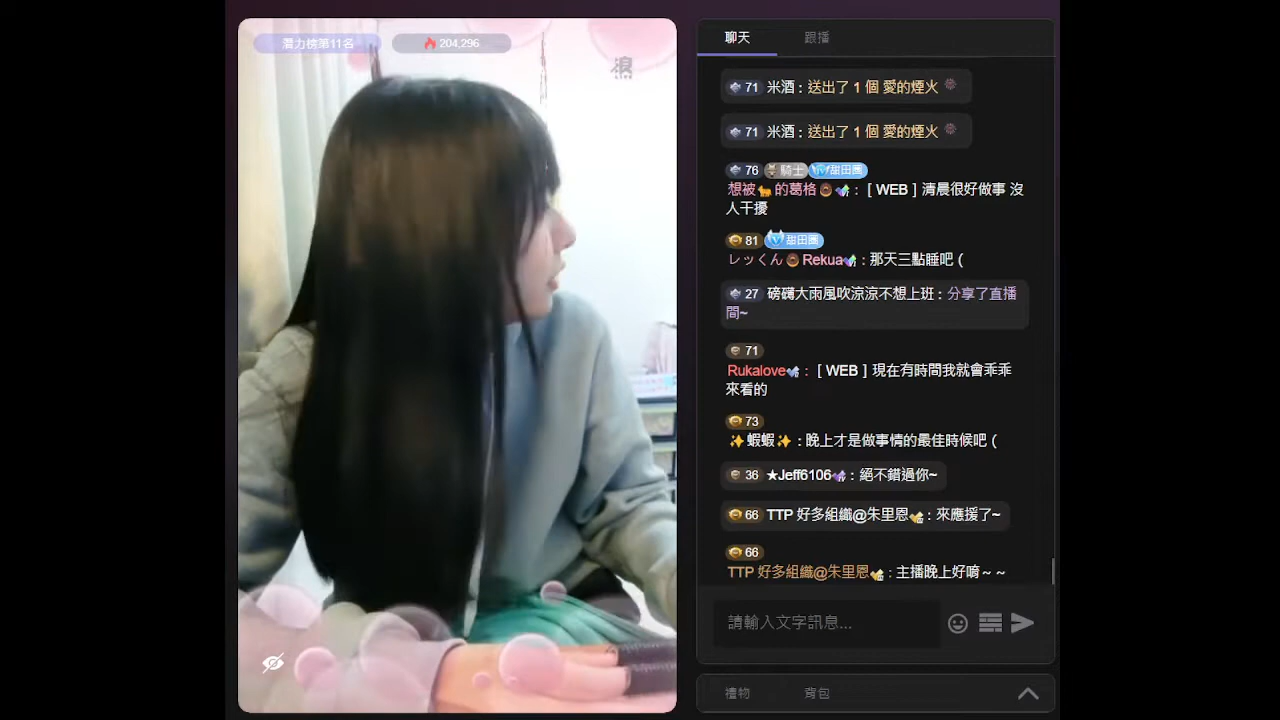 潛力榜第11名
204,296
浪
聊天
跟播
71 米酒 : 送出了 1 個 愛的煙火
71 米酒 : 送出了 1 個 愛的煙火
76 騎士 甜田團
想被🐕的葛格🍩 : [ WEB ] 清晨很好做事 沒
人干擾
81 甜田團
レッくん🍩Rekua : 那天三點睡吧 (
27 磅礴大雨風吹涼涼不想上班 : 分享了直播
間~
71
Rukalove : [ WEB ] 現在有時間我就會乖乖
來看的
73
✨蝦蝦✨ : 晚上才是做事情的最佳時候吧 (
36 ★Jeff6106 : 絕不錯過你~
66 TTP 好多組織@朱里恩 : 來應援了~
66
TTP 好多組織@朱里恩 : 主播晚上好唷~ ~
請輸入文字訊息...
禮物
背包